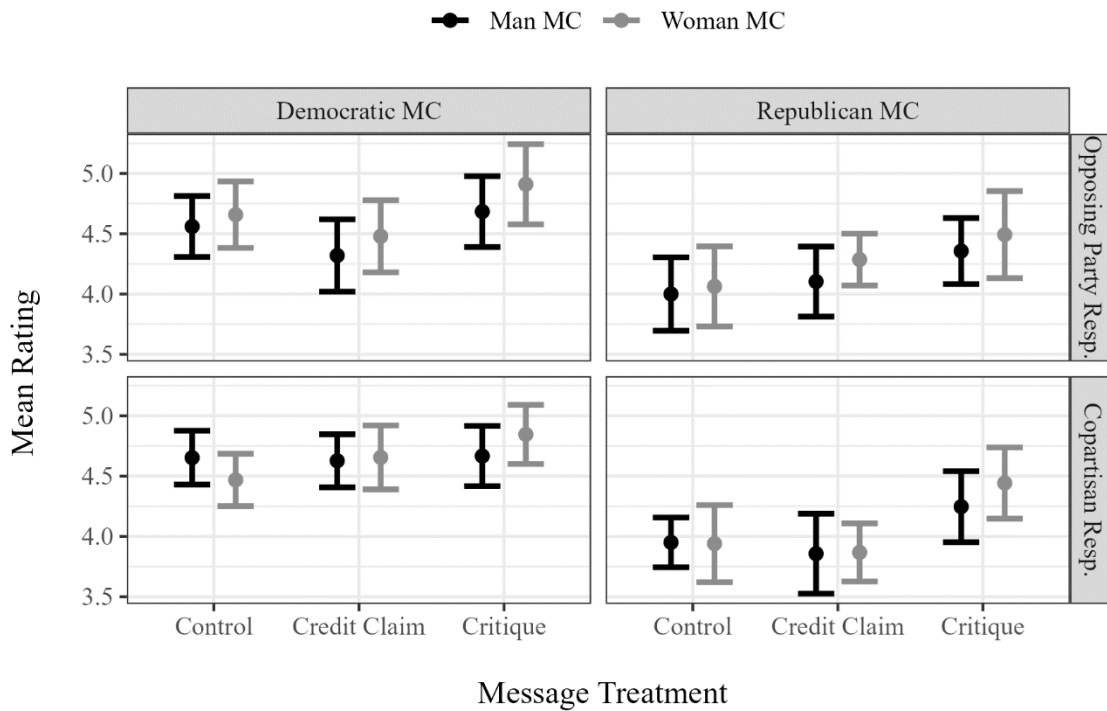 Man MC Woman MC
Democratic MC Republican MC
Opposing Party Resp.
5.0
4.5
4.0
3.5
Copartisan Resp.
5.0
4.5
4.0
3.5
Mean Rating
Control Credit Claim Critique Control Credit Claim Critique
Message Treatment